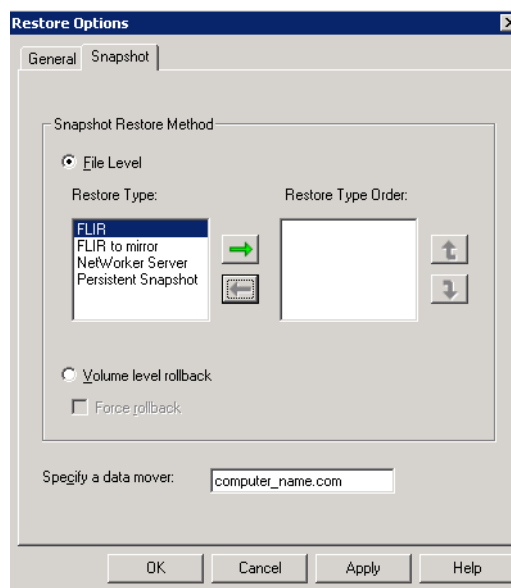 Restore Options
General Snapshot
Snapshot Restore Method
File Level
Restore Type: Restore Type Order:
FLIR
FLIR to mirror
NetWorker Server
Persistent Snapshot
Volume level rollback
Force rollback
Specify a data mover: computer_name.com
OK Cancel Apply Help